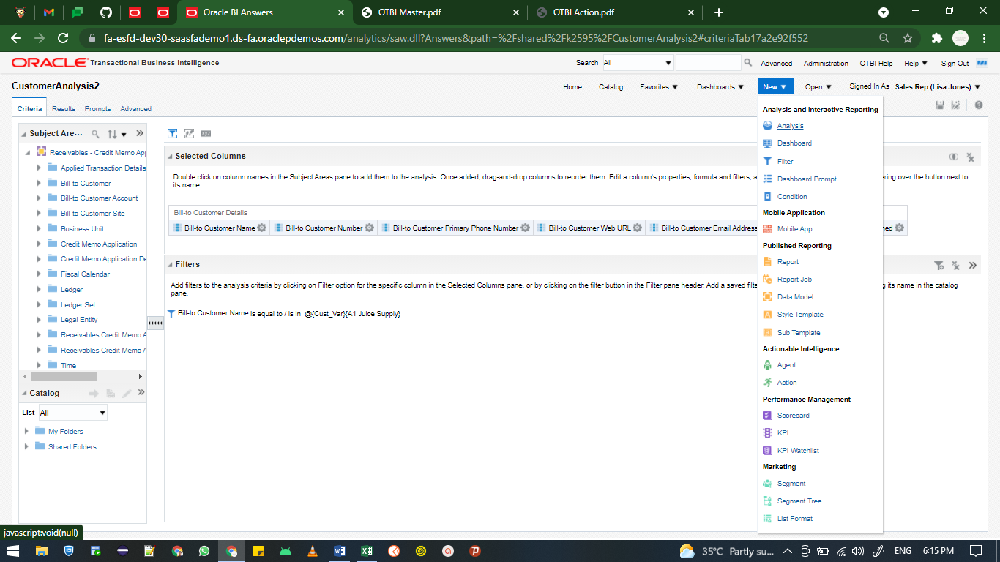 Oracle BI Answers
OTBI Master.pdf
OTBI Action.pdf
fa-esfd-dev30-saasfademo1.ds-fa.oraclepdemos.com/analytics/saw.dll?Answers&path=%2Fshared%2Fk2595%2FCustomerAnalysis2#criteriaTab17a2e92f552
ORACLE Transactional Business Intelligence
Search All
Advanced Administration OTBI Help Help Sign Out
CustomerAnalysis2
Home Catalog Favorites Dashboards New Open Signed In As Sales Rep (Lisa Jones)
Criteria Results Prompts Advanced
Subject Are...
Receivables - Credit Memo App
Applied Transaction Details
Bill-to Customer
Bill-to Customer Account
Bill-to Customer Site
Business Unit
Credit Memo Application
Credit Memo Application De
Fiscal Calendar
Ledger
Ledger Set
Legal Entity
Receivables Credit Memo A
Receivables Credit Memo A
Time
Catalog
List All
My Folders
Shared Folders
Selected Columns
Double click on column names in the Subject Areas pane to add them to the analysis. Once added, drag-and-drop columns to reorder them. Edit a column's properties, formula and filters, a
ering over the button next to
its name.
Bill-to Customer Details
Bill-to Customer Name Bill-to Customer Number Bill-to Customer Primary Phone Number Bill-to Customer Web URL Bill-to Customer Email Address
ned
Filters
Add filters to the analysis criteria by clicking on Filter option for the specific column in the Selected Columns pane, or by clicking on the filter button in the Filter pane header. Add a saved filte
g its name in the catalog
pane.
Bill-to Customer Name is equal to / is in @{Cust_Var}{A1 Juice Supply}
Analysis and Interactive Reporting
Analysis
Dashboard
Filter
Dashboard Prompt
Condition
Mobile Application
Mobile App
Published Reporting
Report
Report Job
Data Model
Style Template
Sub Template
Actionable Intelligence
Agent
Action
Performance Management
Scorecard
KPI
KPI Watchlist
Marketing
Segment
Segment Tree
List Format
javascript:void(null)
35°C Partly su... ENG 6:15 PM